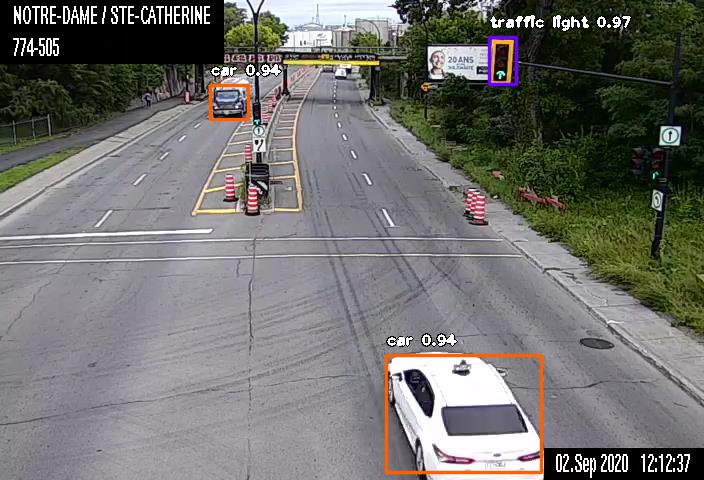 NOTRE-DAME / STE-CATHERINE
774-505
traffic light 0.97
car 0.94
20 ANS
car 0.94
02.Sep 2020 12:12:37